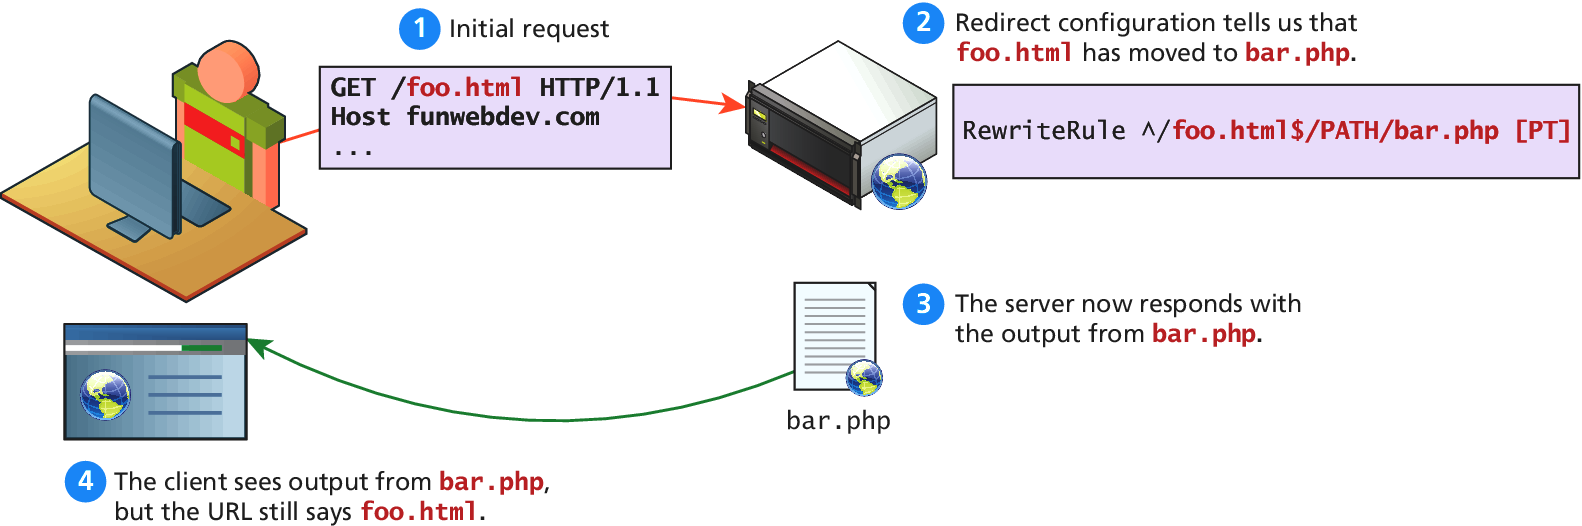 1 Initial request
GET /foo.html HTTP/1.1
Host funwebdev.com
...
2 Redirect configuration tells us that
foo.html has moved to bar.php.
RewriteRule ^/foo.html$/PATH/bar.php [PT]
3 The server now responds with
the output from bar.php.
bar.php
4 The client sees output from bar.php,
but the URL still says foo.html.